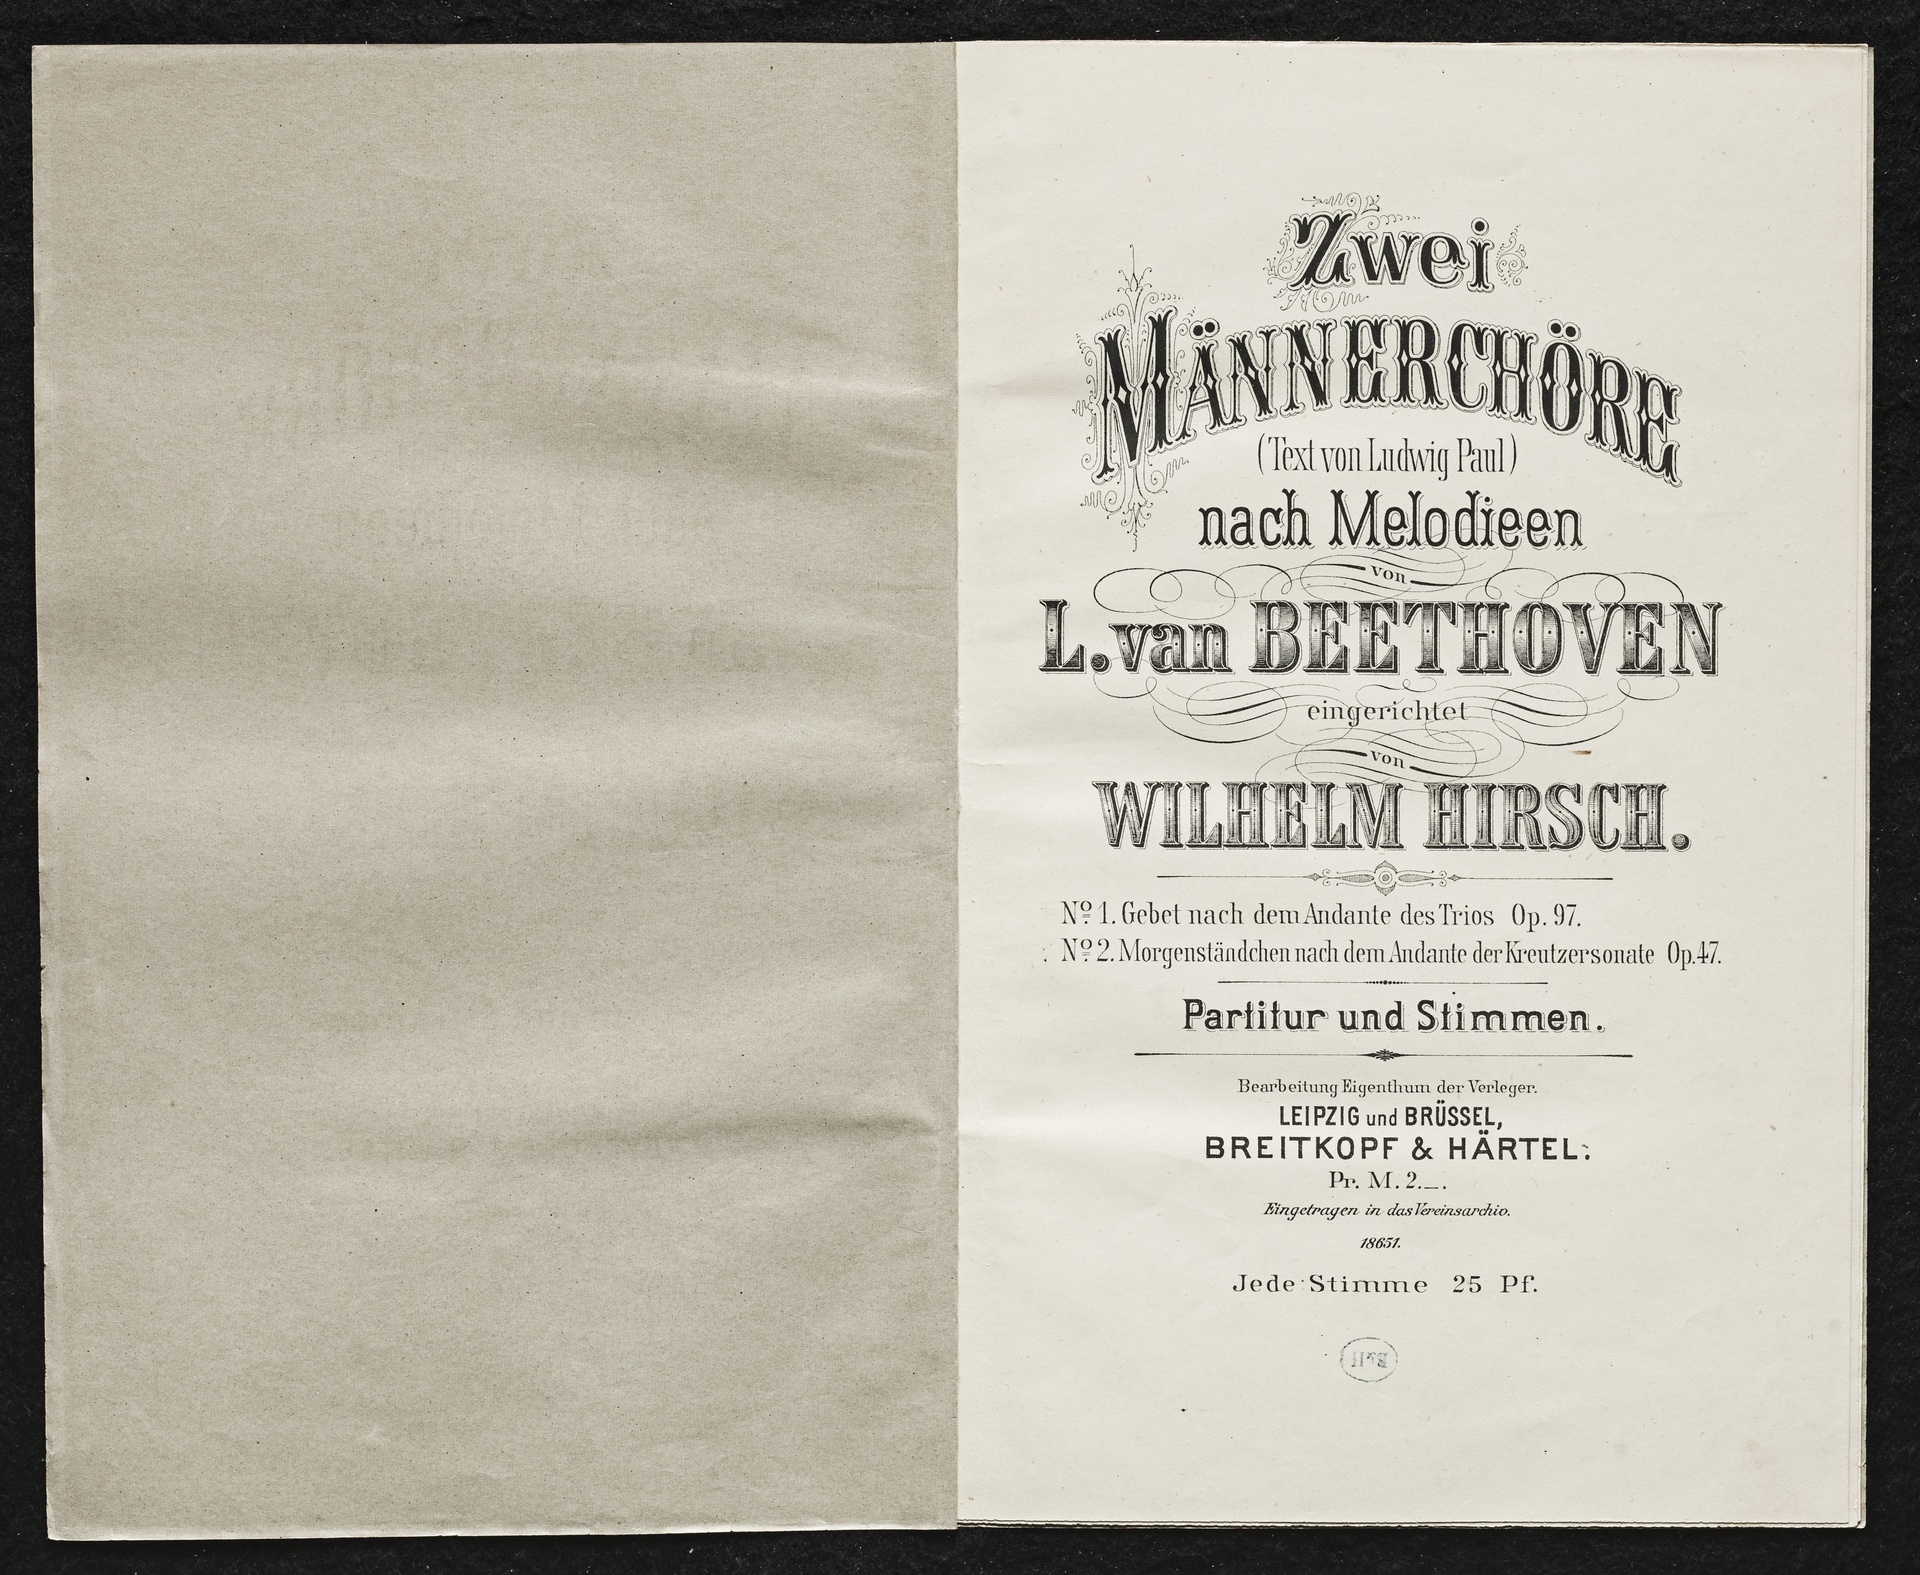 Zwei
MÄNNERCHÖRE
(Text von Ludwig Paul)
nach Melodieen
von
L. van BEETHOVEN
eingerichtet
von
WILHELM HIRSCH.
No 1. Gebet nach dem Andante des Trios Op. 97.
No 2. Morgenständchen nach dem Andante der Kreutzersonate Op. 47.
Partitur und Stimmen.
Bearbeitung Eigenthum der Verleger.
LEIPZIG und BRÜSSEL,
BREITKOPF & HÄRTEL.
Pr. M. 2._.
Eingetragen in das Vereinsarchiv.
18651.
Jede Stimme 25 Pf.
B&H